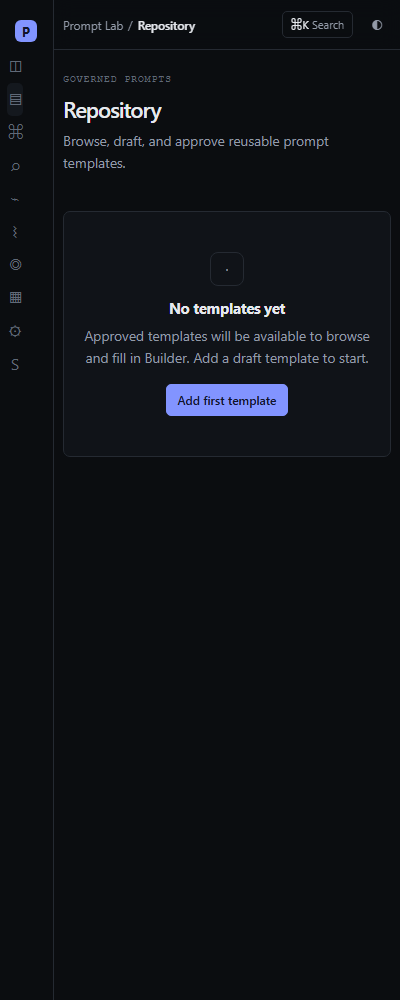 P
Prompt Lab / Repository
⌘K Search
GOVERNED PROMPTS
Repository
Browse, draft, and approve reusable prompt
templates.
No templates yet
Approved templates will be available to browse
and fill in Builder. Add a draft template to start.
Add first template
S